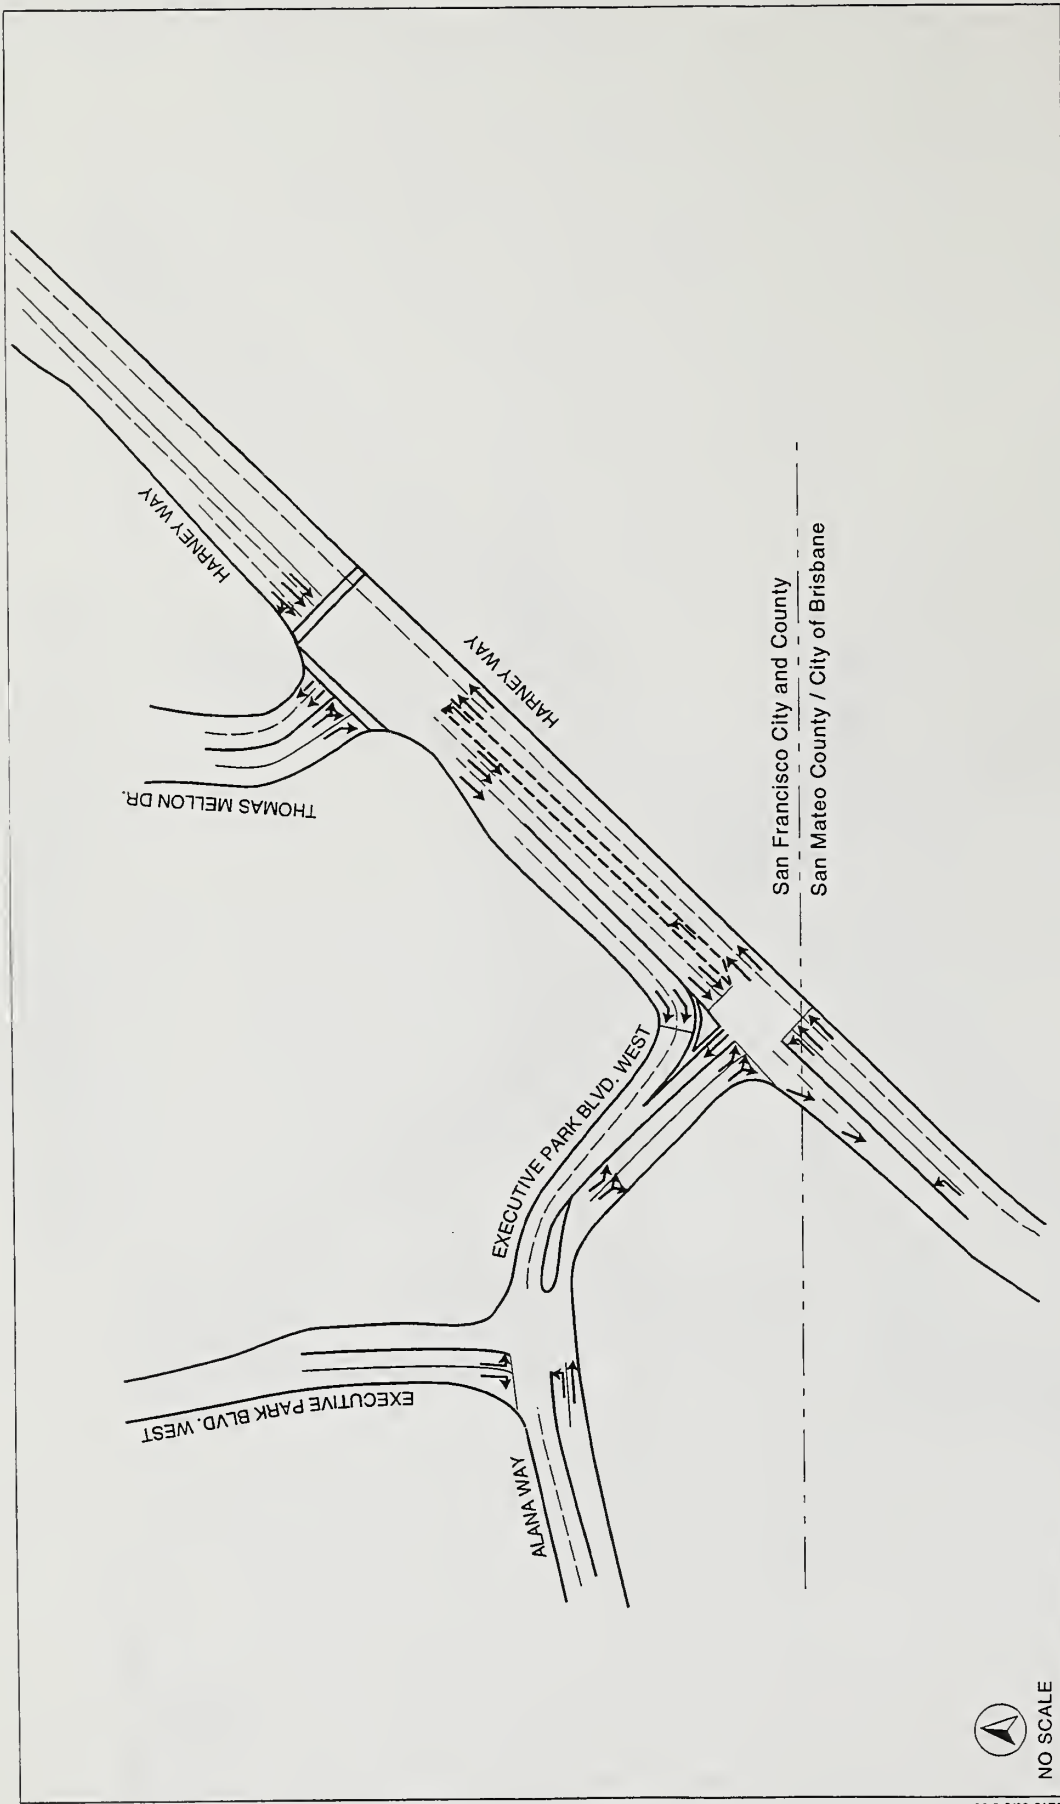 HARNEY WAY
THOMAS MELLON DR.
HARNEY WAY
San Francisco City and County
San Mateo County / City of Brisbane
EXECUTIVE PARK BLVD. WEST
EXECUTIVE PARK BLVD. WEST
ALANA WAY
NO SCALE